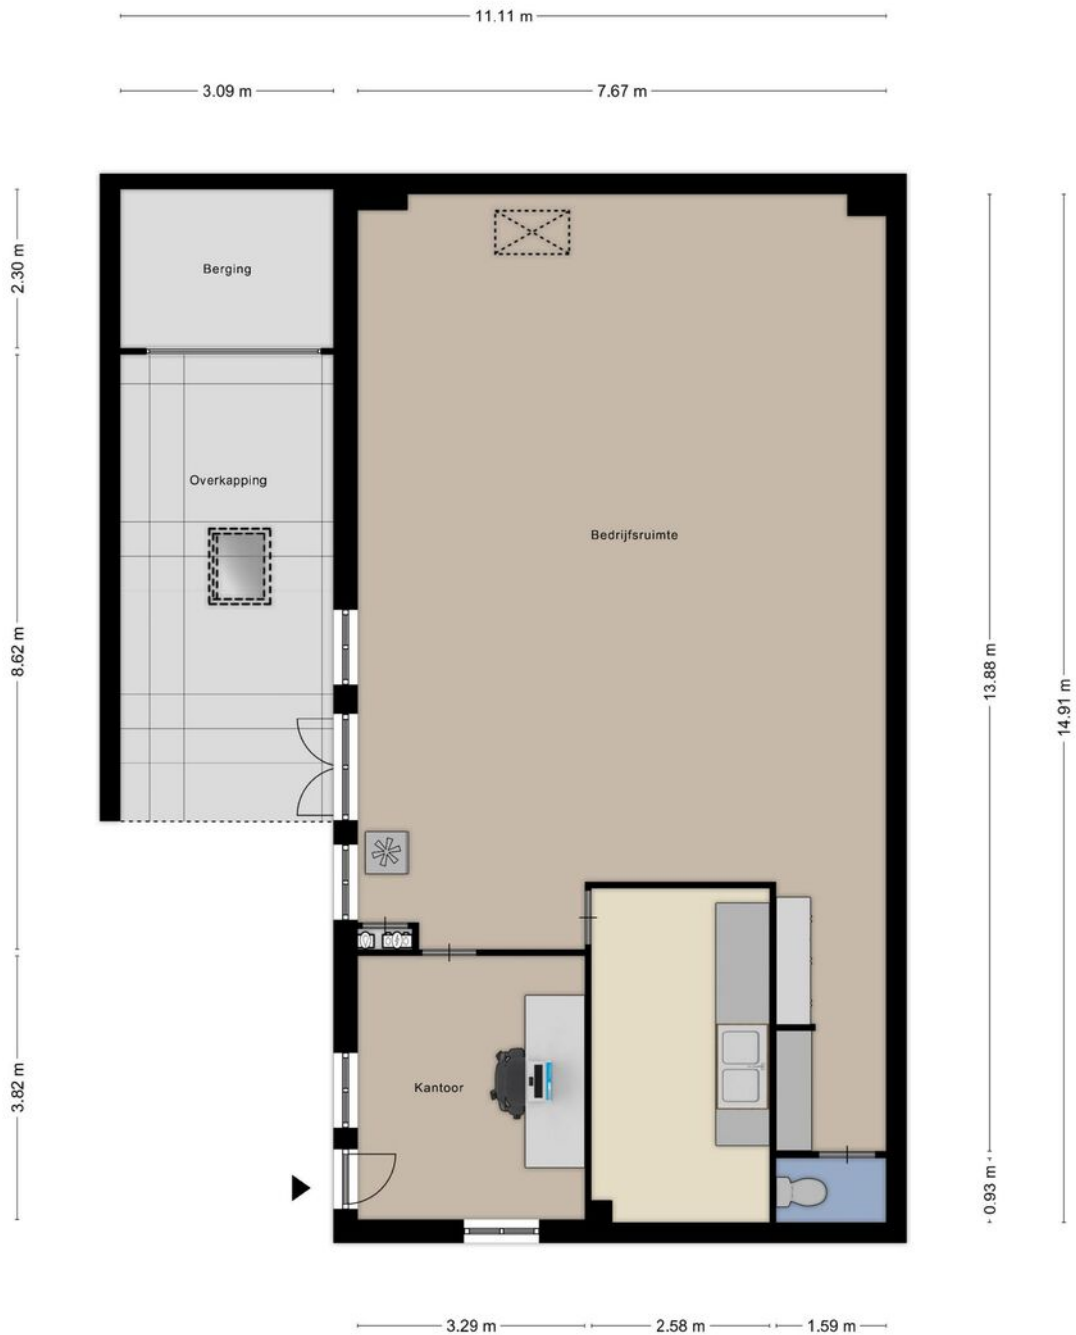 11.11 m
3.09 m
7.67 m
2.30 m
Berging
Overkapping
Bedrijfsruimte
8.62 m
13.88 m
14.91 m
Kantoor
3.82 m
0.93 m
3.29 m
2.58 m
1.59 m